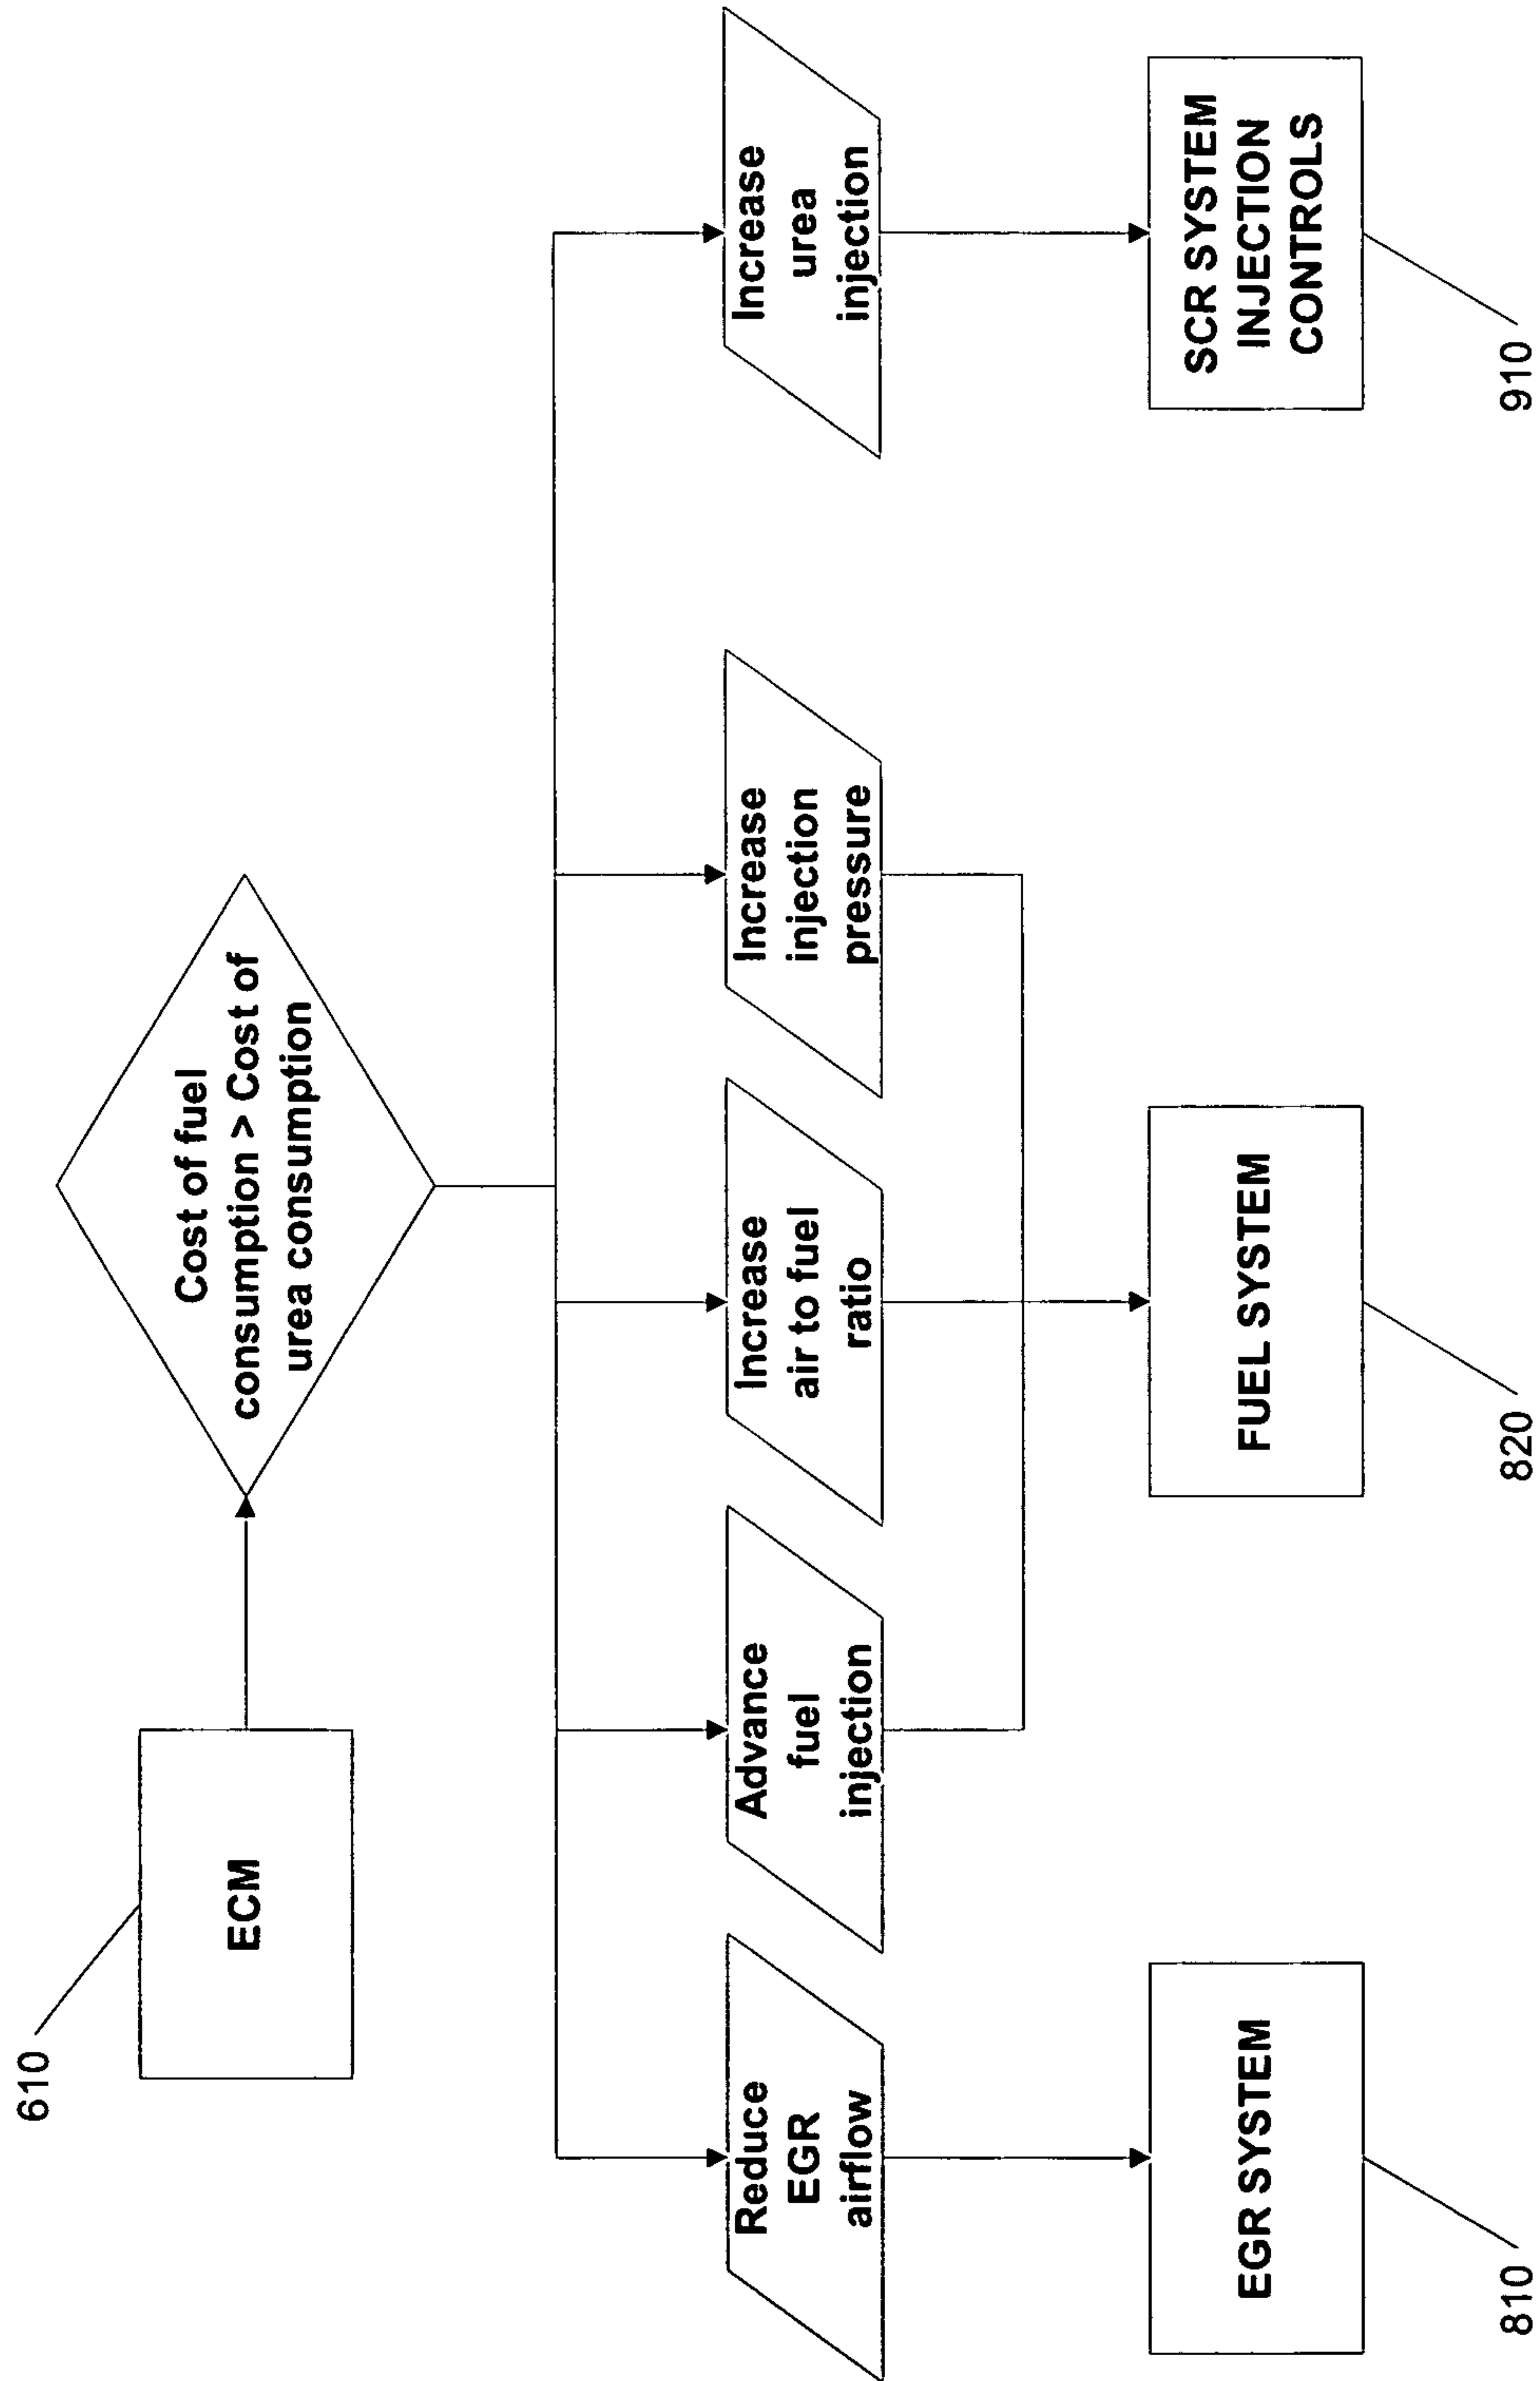 610
ECM
Cost of fuel
consumption > Cost of
urea consumption
Reduce
EGR
airflow
Advance
fuel
injection
Increase
air to fuel
ratio
Increase
injection
pressure
Increase
urea
injection
EGR SYSTEM
FUEL SYSTEM
SCR SYSTEM
INJECTION
CONTROLS
810
820
910